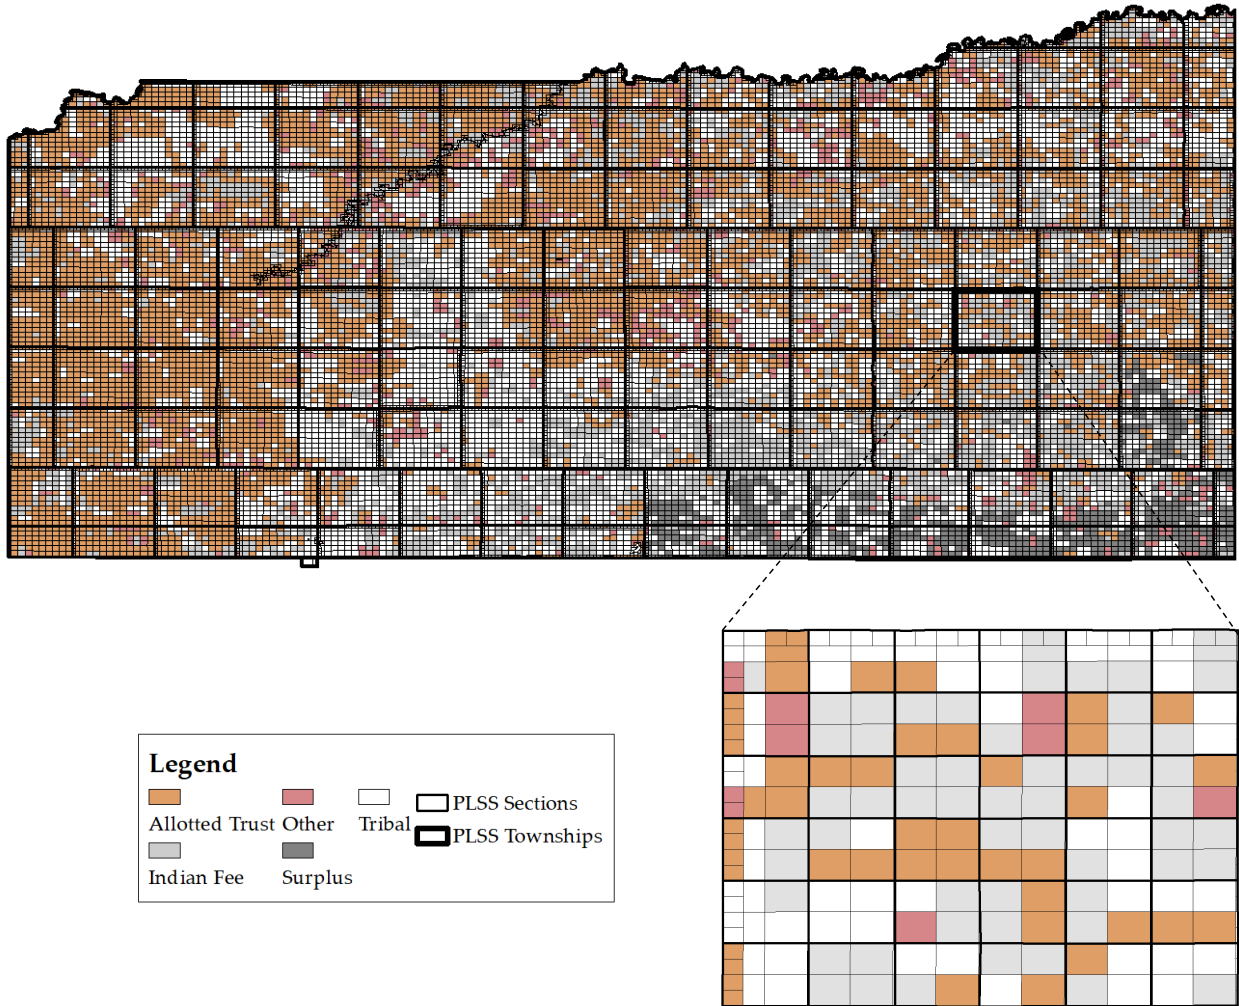 Legend
Allotted Trust Other Tribal
Indian Fee Surplus
PLSS Sections
PLSS Townships